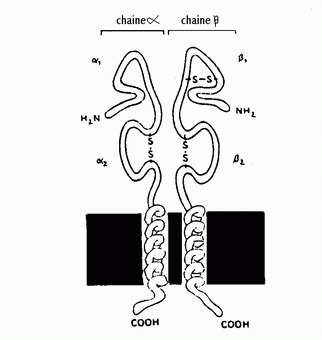 chaine α chaine β
α₁ β₁
S-S
H₂N NH₂
S S
S S
α₂ β₂
COOH COOH